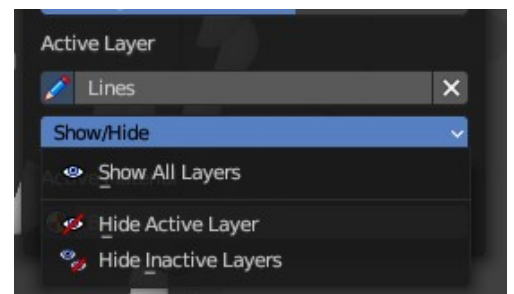 Active Layer
Lines
Show/Hide
Show All Layers
Hide Active Layer
Hide Inactive Layers